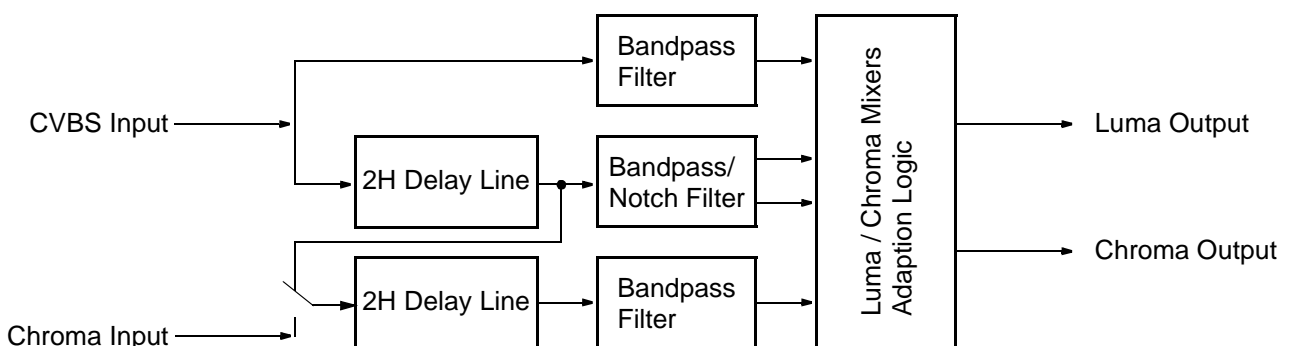 Bandpass
Filter
CVBS Input
2H Delay Line
Bandpass/
Notch Filter
Luma / Chroma Mixers
Adaption Logic
Luma Output
Chroma Output
2H Delay Line
Bandpass
Filter
Chroma Input